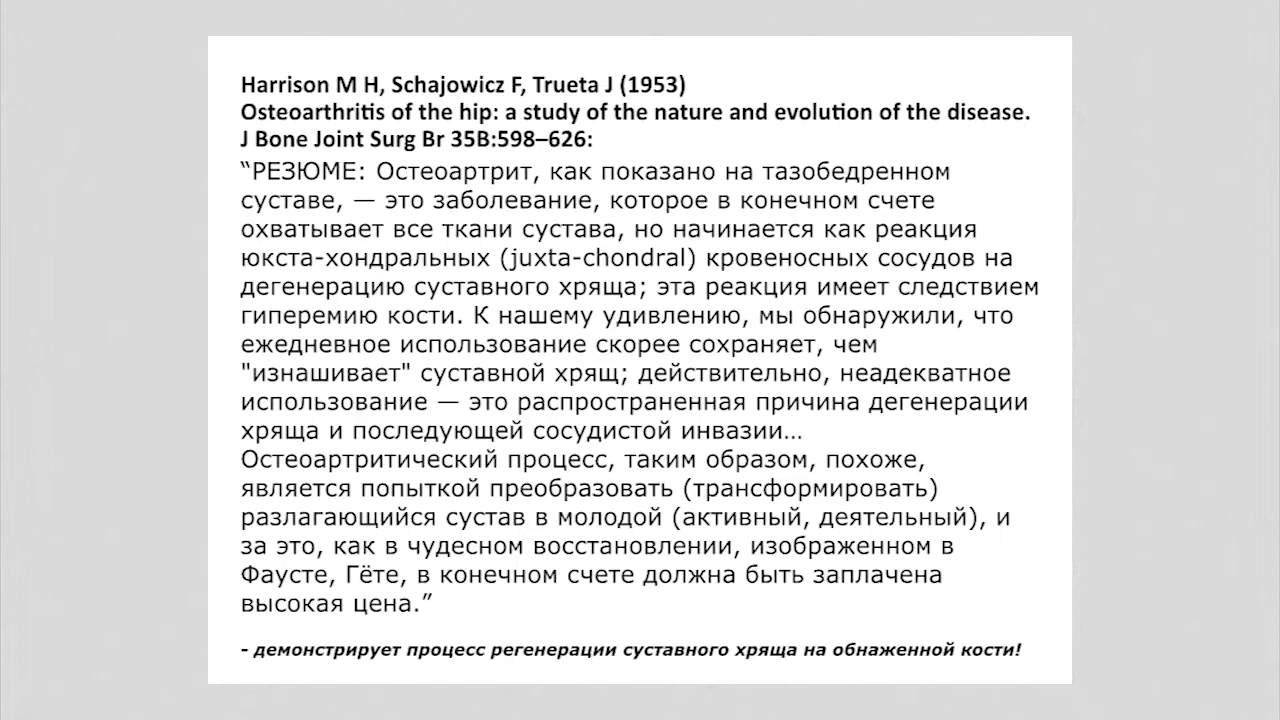 Harrison M H, Schajowicz F, Trueta J (1953)
Osteoarthritis of the hip: a study of the nature and evolution of the disease.
J Bone Joint Surg Br 35B:598–626:
“РЕЗЮМЕ: Остеоартрит, как показано на тазобедренном
суставе, — это заболевание, которое в конечном счете
охватывает все ткани сустава, но начинается как реакция
юкста-хондральных (juxta-chondral) кровеносных сосудов на
дегенерацию суставного хряща; эта реакция имеет следствием
гиперемию кости. К нашему удивлению, мы обнаружили, что
ежедневное использование скорее сохраняет, чем
"изнашивает" суставной хрящ; действительно, неадекватное
использование — это распространенная причина дегенерации
хряща и последующей сосудистой инвазии…
Остеоартритический процесс, таким образом, похоже,
является попыткой преобразовать (трансформировать)
разлагающийся сустав в молодой (активный, деятельный), и
за это, как в чудесном восстановлении, изображенном в
Фаусте, Гёте, в конечном счете должна быть заплачена
высокая цена.”
- демонстрирует процесс регенерации суставного хряща на обнаженной кости!